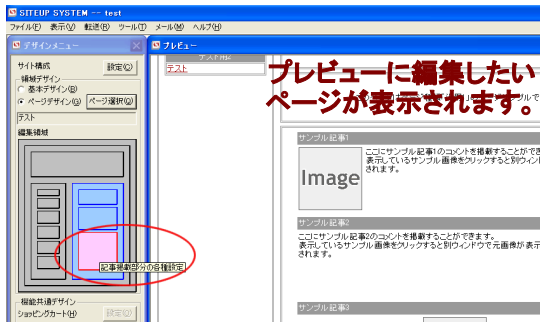 SITEUP SYSTEM -- test
ファイル(F) 表示(V) 転送(R) ツール(T) メール(M) ヘルプ(H)
デザインメニュー
サイト構成
設定(C)
領域デザイン
基本デザイン(B)
ページデザイン(G)
ページ選択(O)
テスト
編集領域
記事掲載部分の各種設定
機能共通デザイン
ショッピングカート(H)
設定(D)
プレビュー
テスト用2
テスト
プレビューに編集したい
ページが表示されます。
サンプル記事1
Image
ここにサンプル記事1のコメントを掲載することができ
表示しているサンプル画像をクリックすると別ウィン
されます。
サンプル記事2
ここにサンプル記事2のコメントを掲載することができます。
表示しているサンプル画像をクリックすると別ウィンドウで元画像が表示
されます。
サンプル記事3